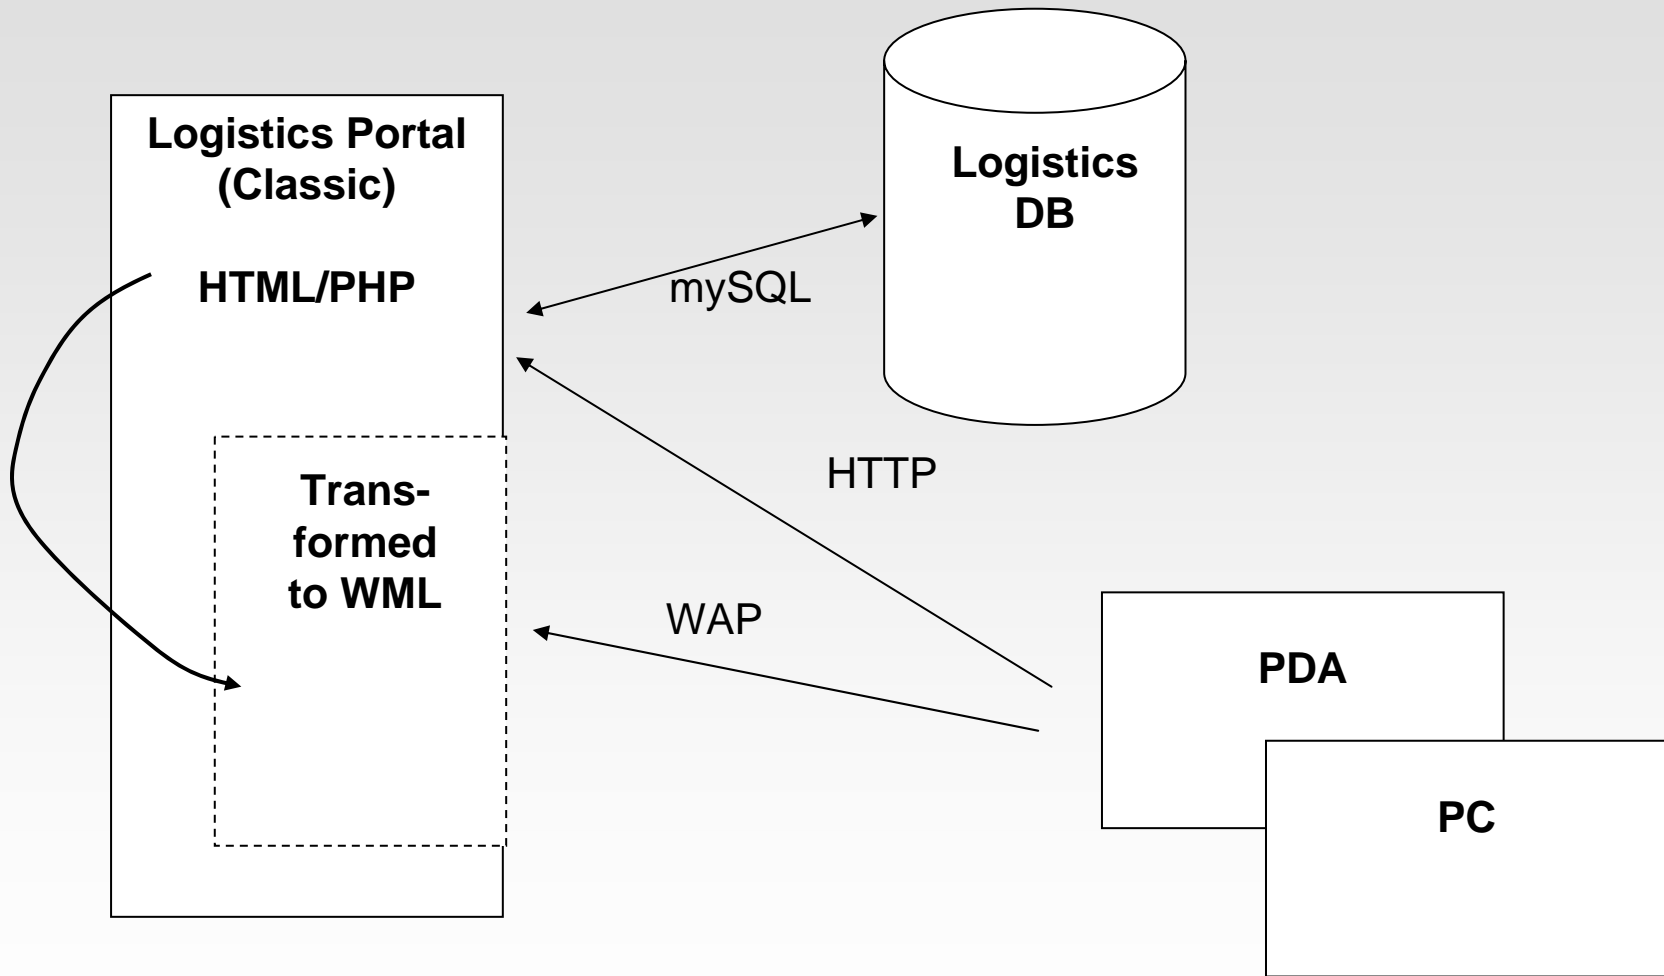 Logistics Portal
(Classic)
HTML/PHP
Trans-
formed
to WML
mySQL
Logistics
DB
HTTP
WAP
PDA
PC